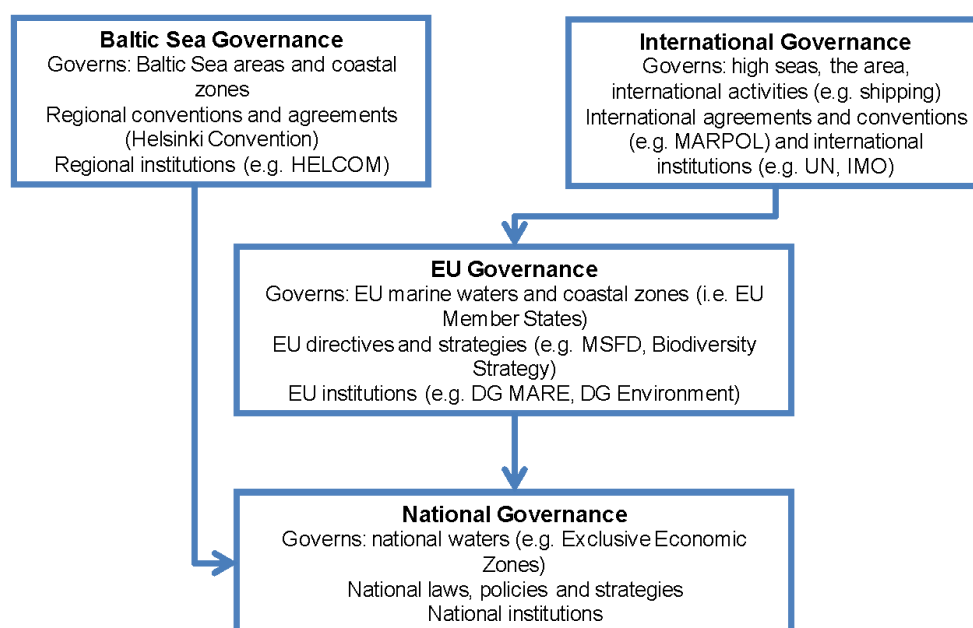 Baltic Sea Governance
Governs: Baltic Sea areas and coastal
zones
Regional conventions and agreements
(Helsinki Convention)
Regional institutions (e.g. HELCOM)
International Governance
Governs: high seas, the area,
international activities (e.g. shipping)
International agreements and conventions
(e.g. MARPOL) and international
institutions (e.g. UN, IMO)
EU Governance
Governs: EU marine waters and coastal zones (i.e. EU
Member States)
EU directives and strategies (e.g. MSFD, Biodiversity
Strategy)
EU institutions (e.g. DG MARE, DG Environment)
National Governance
Governs: national waters (e.g. Exclusive Economic
Zones)
National laws, policies and strategies
National institutions